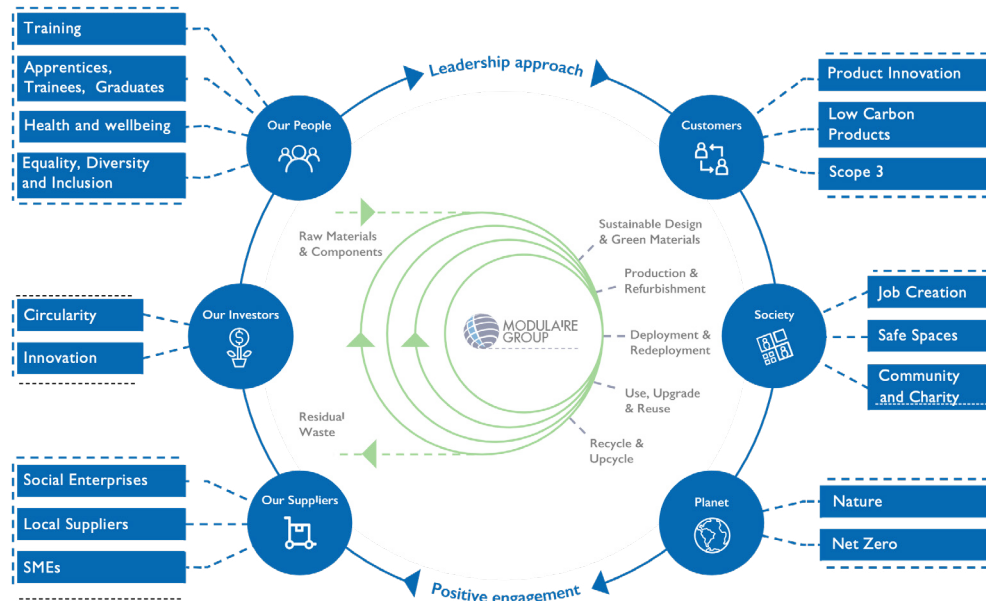 Leadership approach
Training
Apprentices,
Trainees, Graduates
Health and wellbeing
Equality, Diversity
and Inclusion
Our People
Customers
Product Innovation
Low Carbon
Products
Scope 3
Raw Materials
& Components
Sustainable Design
& Green Materials
Production &
Refurbishment
Circularity
Innovation
Our Investors
MODULAIRE
GROUP
Deployment &
Redeployment
Society
Job Creation
Safe Spaces
Community
and Charity
Use, Upgrade
& Reuse
Residual
Waste
Recycle &
Upcycle
Social Enterprises
Local Suppliers
SMEs
Our Suppliers
Planet
Nature
Net Zero
Positive engagement